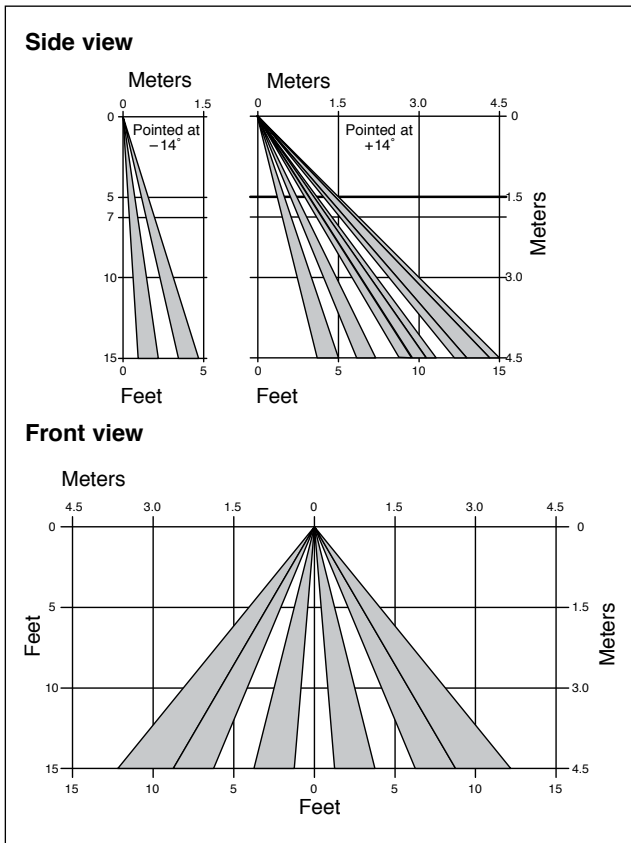 Side view
Meters Meters
0 1.5 0 1.5 3.0 4.5
0 Pointed at Pointed at 0
−14° +14°
5 1.5
7
Meters
10 3.0
15 4.5
0 5 0 5 10 15
Feet Feet
Front view
Meters
4.5 3.0 1.5 0 1.5 3.0 4.5
0 0
5 1.5
Feet Meters
10 3.0
15 4.5
15 10 5 0 5 10 15
Feet